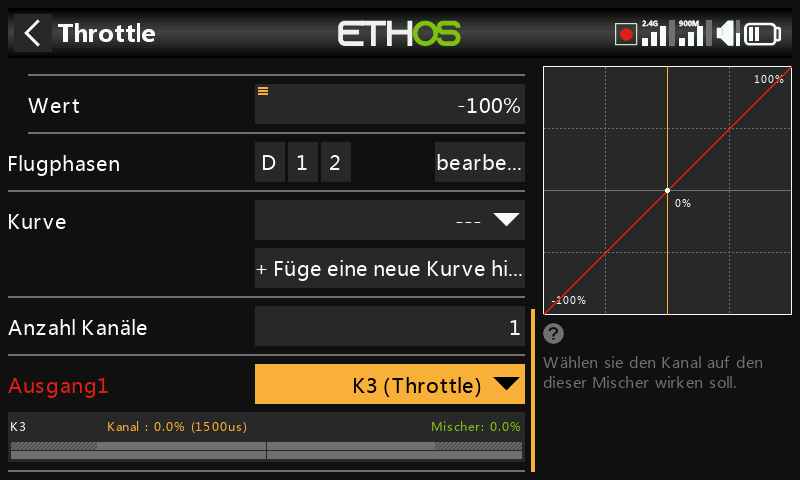 Throttle
ETHOS
2.4G
900M
Wert
-100%
Flugphasen
D
1
2
bearbe...
Kurve
---
+ Füge eine neue Kurve hi...
Anzahl Kanäle
1
Ausgang1
K3 (Throttle)
K3
Kanal : 0.0% (1500us)
Mischer: 0.0%
100%
0%
-100%
?
Wählen sie den Kanal auf den
dieser Mischer wirken soll.